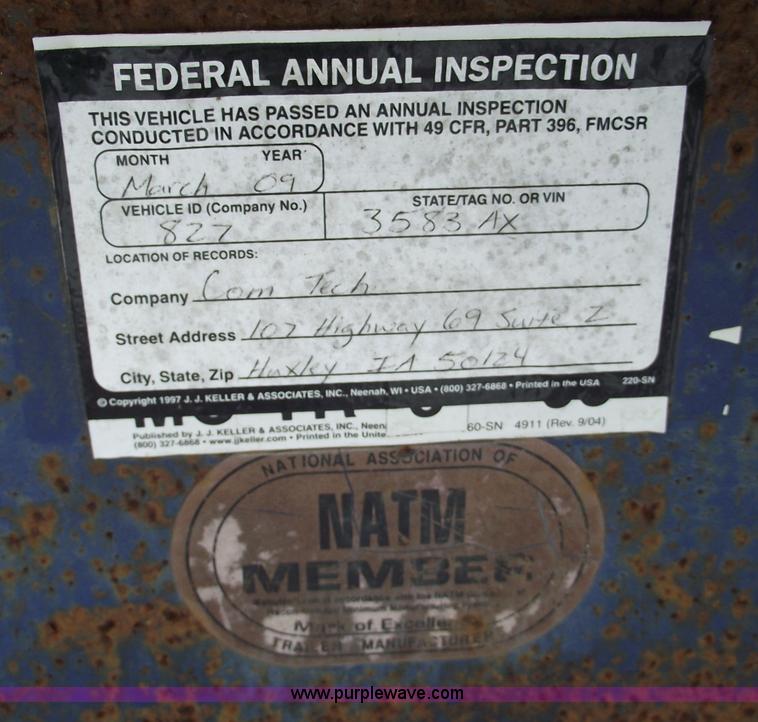 FEDERAL ANNUAL INSPECTION
THIS VEHICLE HAS PASSED AN ANNUAL INSPECTION
CONDUCTED IN ACCORDANCE WITH 49 CFR, PART 396, FMCSR
MONTH YEAR
March 09
VEHICLE ID (Company No.) STATE/TAG NO. OR VIN
827 3583 AX
LOCATION OF RECORDS:
Company Com Tech
Street Address 107 Highway 69 Suite I
City, State, Zip Huxley IA 50124
© Copyright 1997 J. J. KELLER & ASSOCIATES, INC., Neenah, WI • USA • (800) 327-6868 • Printed in the USA 220-SN
Published by J. J. KELLER & ASSOCIATES, INC., Neen 60-SN 4911 (Rev. 9/04)
(800) 327-6868 • www.jjkeller.com • Printed in the Unite
NATIONAL ASSOCIATION OF
NATM
MEMBER
Mark of Excelle
TRAILER MANUFACTURER
www.purplewave.com